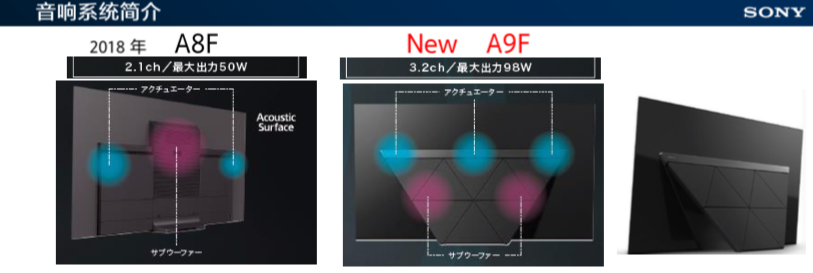 音响系统简介
SONY
2018 年 A8F
New A9F
2.1ch／最大出力50W
3.2ch／最大出力98W
アクチュエーター
アクチュエーター
Acoustic
Surface
サブウーファー
サブウーファー